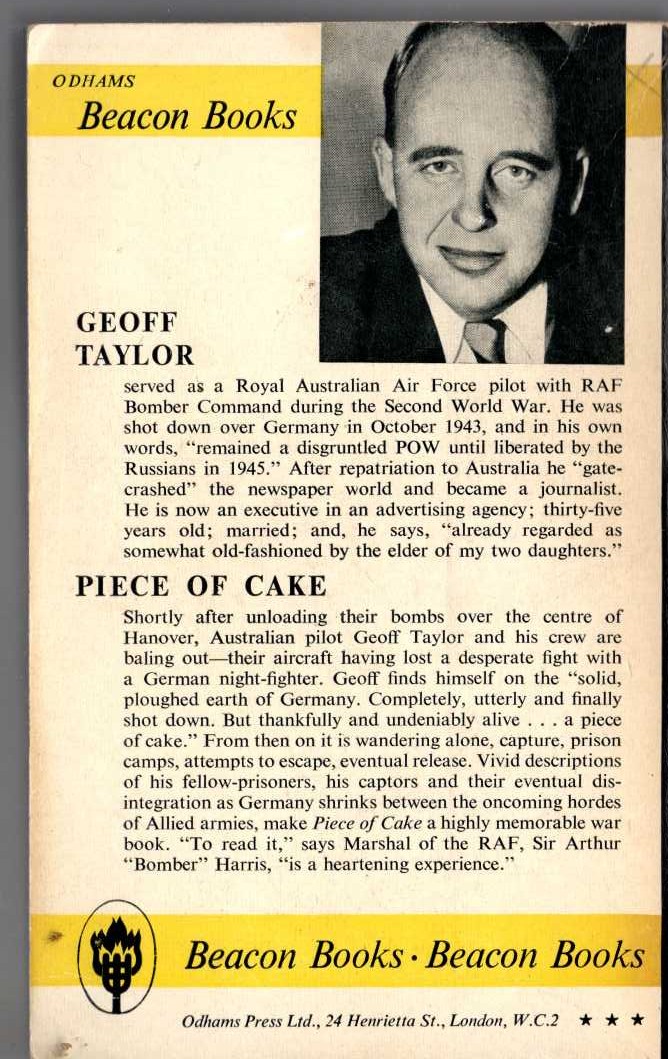 ODHAMS
Beacon Books
GEOFF
TAYLOR
served as a Royal Australian Air Force pilot with RAF
Bomber Command during the Second World War. He was
shot down over Germany in October 1943, and in his own
words, “remained a disgruntled POW until liberated by the
Russians in 1945.” After repatriation to Australia he “gate-
crashed” the newspaper world and became a journalist.
He is now an executive in an advertising agency; thirty-five
years old; married; and, he says, “already regarded as
somewhat old-fashioned by the elder of my two daughters.”
PIECE OF CAKE
Shortly after unloading their bombs over the centre of
Hanover, Australian pilot Geoff Taylor and his crew are
baling out—their aircraft having lost a desperate fight with
a German night-fighter. Geoff finds himself on the “solid,
ploughed earth of Germany. Completely, utterly and finally
shot down. But thankfully and undeniably alive . . . a piece
of cake.” From then on it is wandering alone, capture, prison
camps, attempts to escape, eventual release. Vivid descriptions
of his fellow-prisoners, his captors and their eventual dis-
integration as Germany shrinks between the oncoming hordes
of Allied armies, make Piece of Cake a highly memorable war
book. “To read it,” says Marshal of the RAF, Sir Arthur
“Bomber” Harris, “is a heartening experience.”
Beacon Books · Beacon Books
Odhams Press Ltd., 24 Henrietta St., London, W.C.2 ★ ★ ★